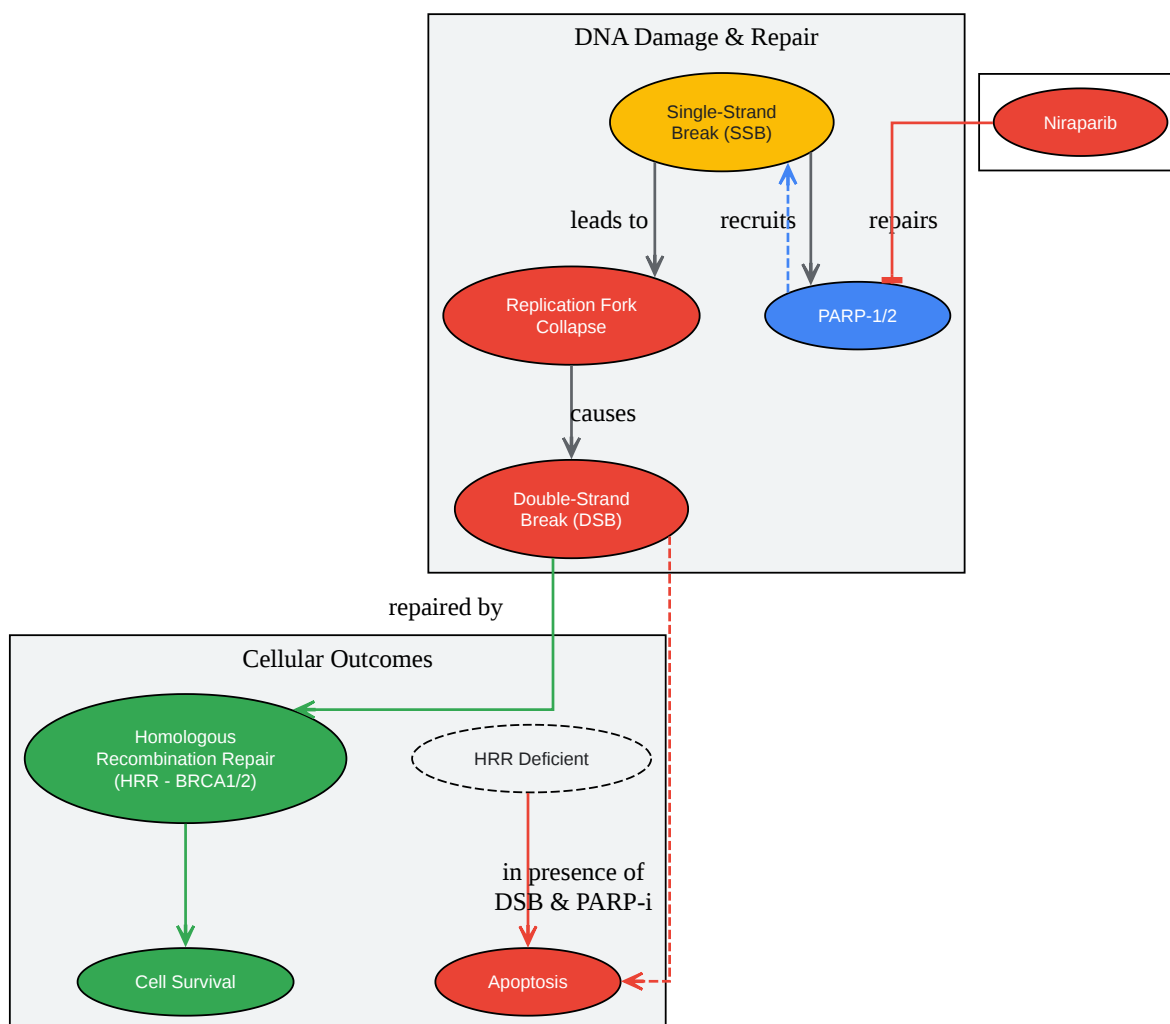 DNA Damage & Repair
Single-Strand
Break (SSB)
Niraparib
leads to
recruits
repairs
Replication Fork
Collapse
PARP-1/2
causes
Double-Strand
Break (DSB)
repaired by
Cellular Outcomes
Homologous
Recombination Repair
(HRR - BRCA1/2)
HRR Deficient
in presence of
DSB & PARP-i
Cell Survival
Apoptosis